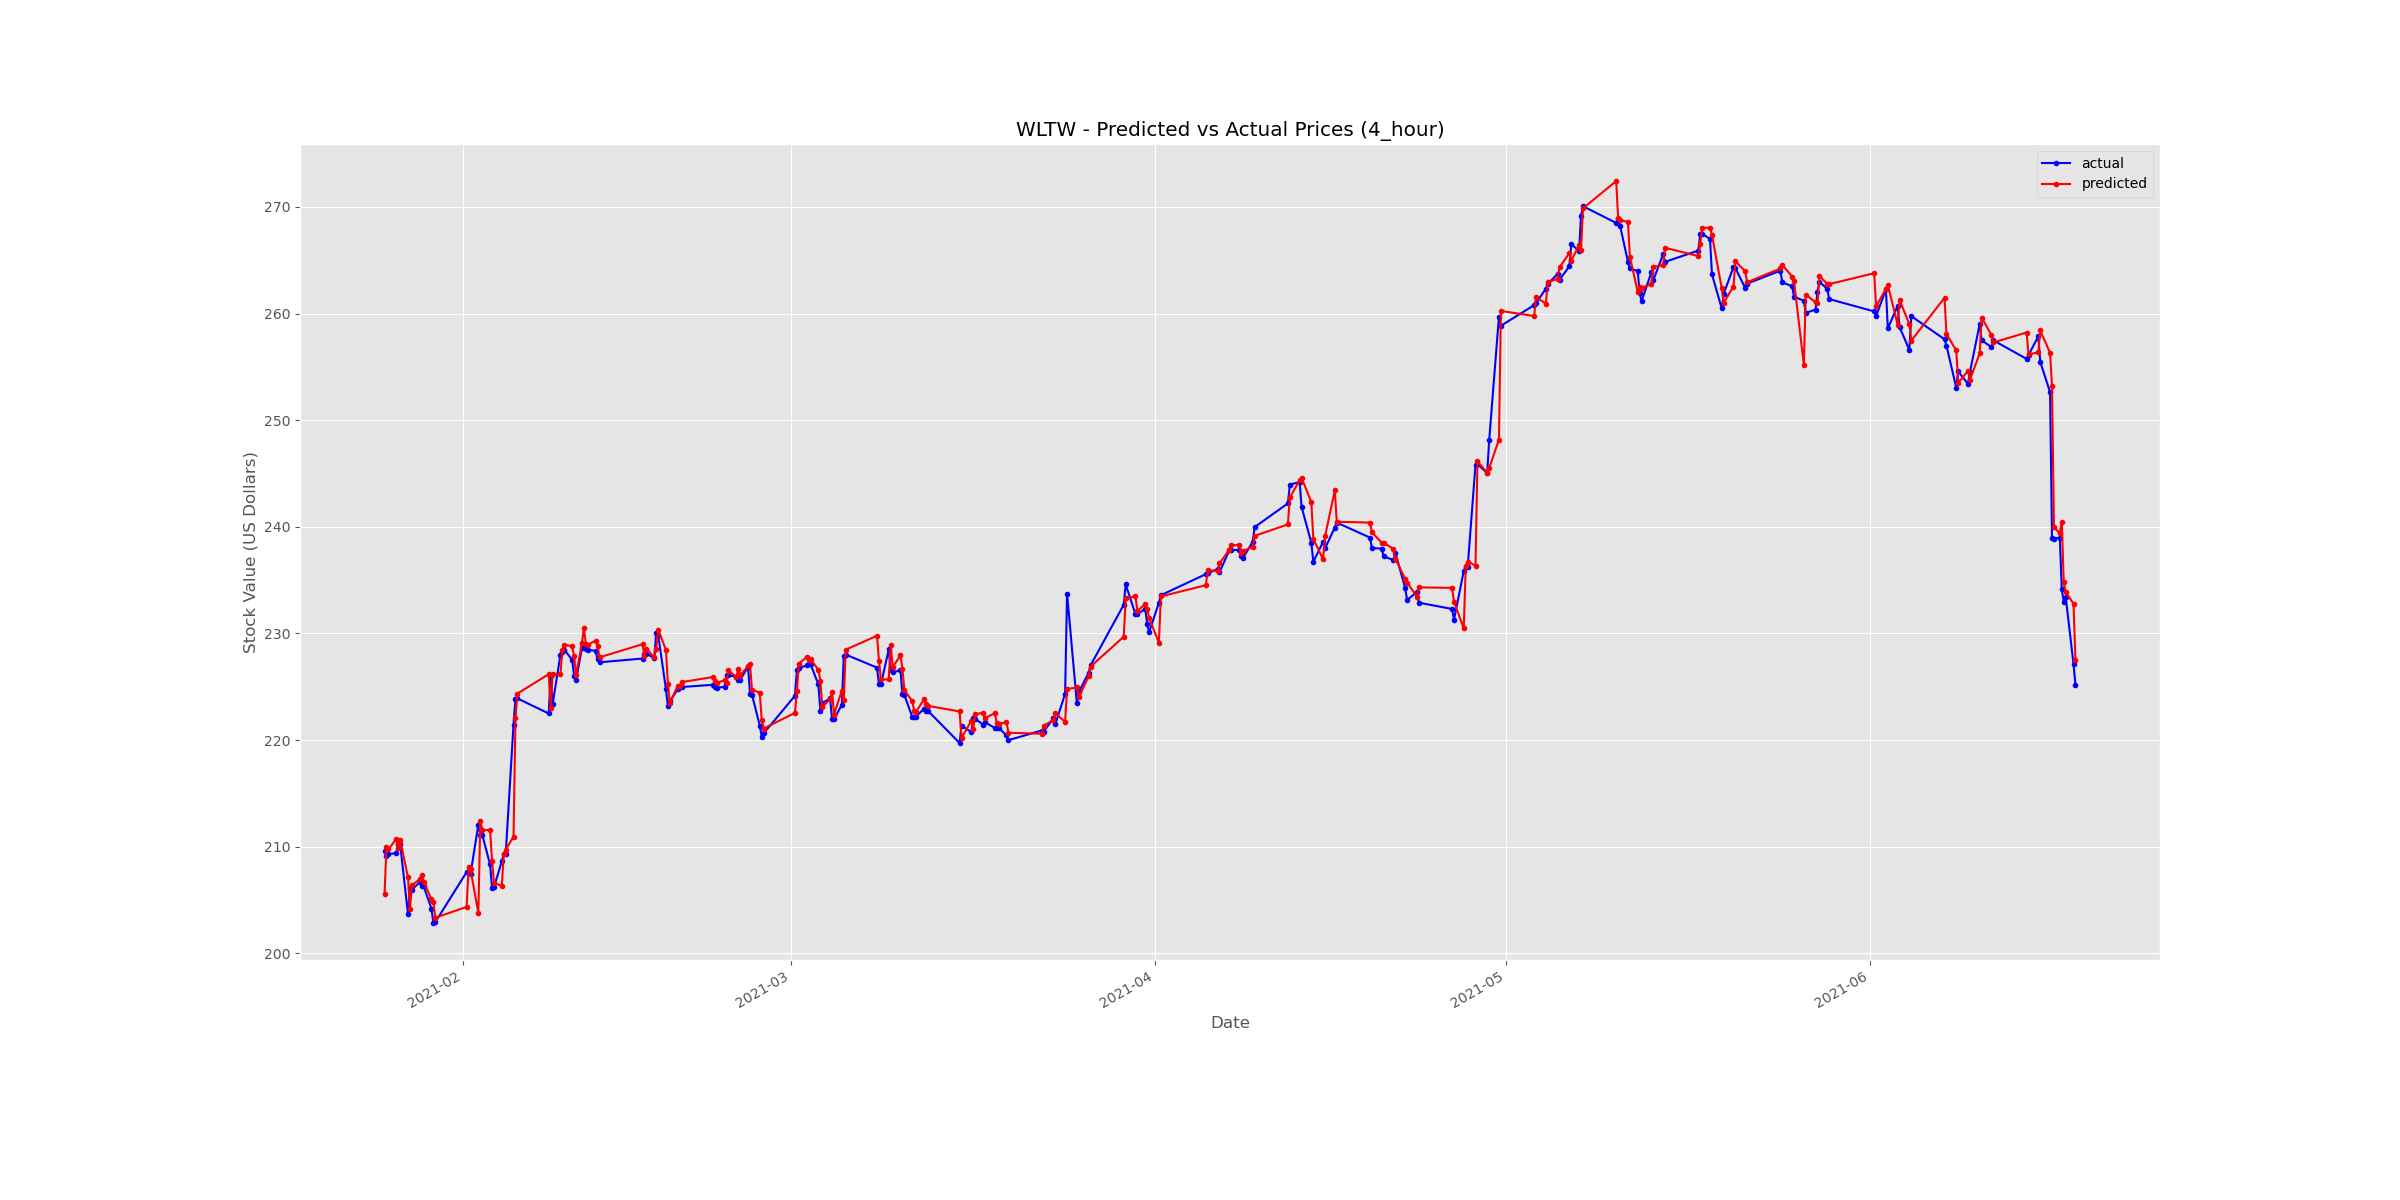 WLTW - Predicted vs Actual Prices (4_hour)
actual
predicted
270
260
250
240
230
220
210
200
Stock Value (US Dollars)
2021-02
2021-03
2021-04
2021-05
2021-06
Date